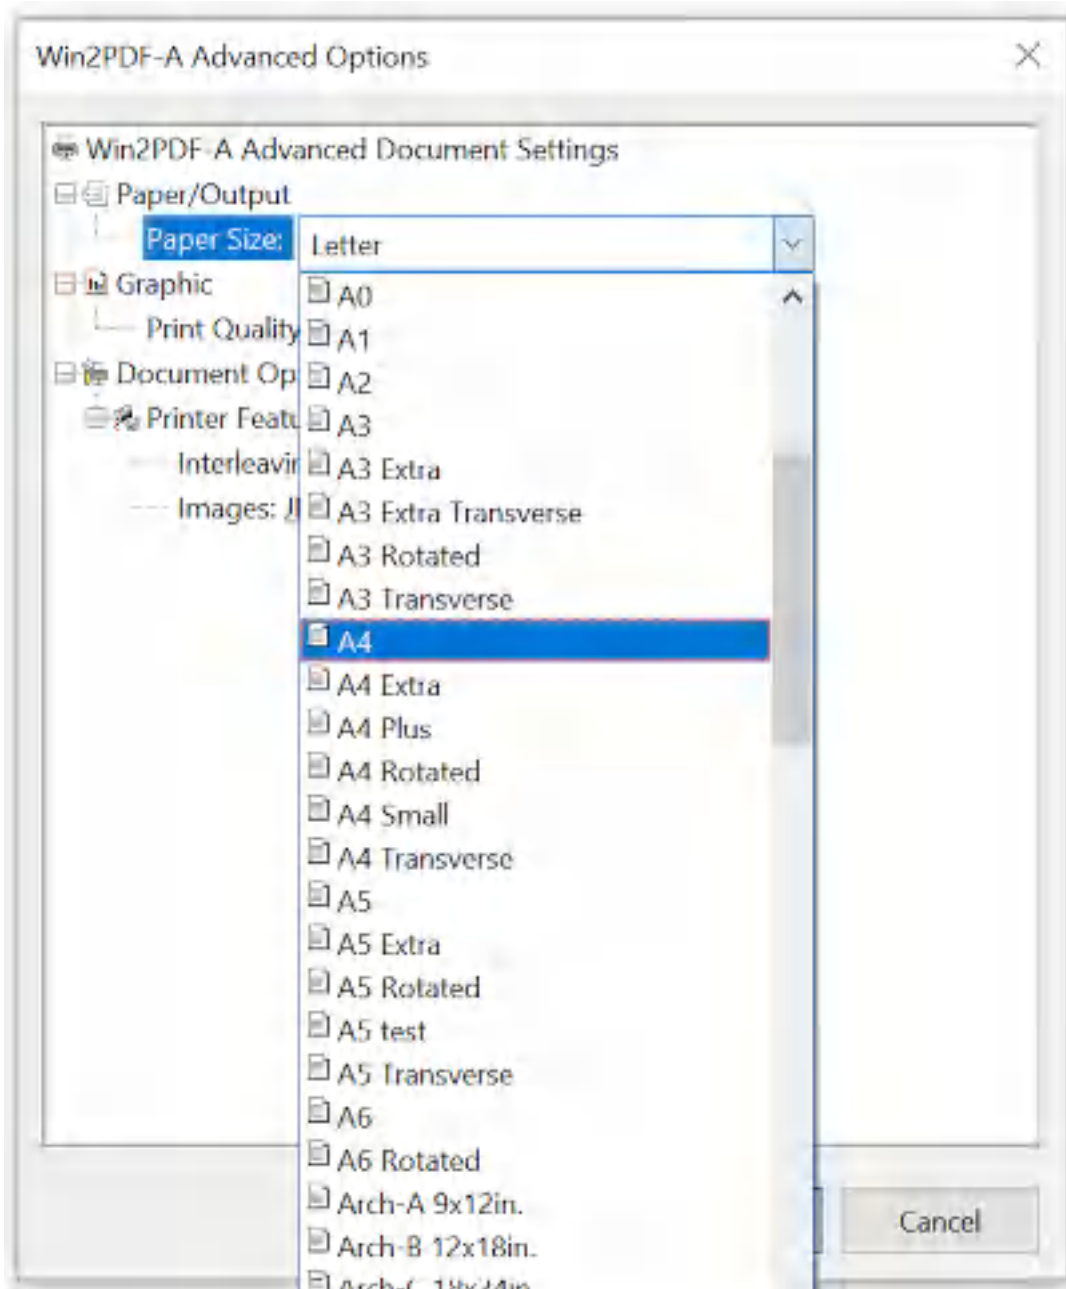 Win2PDF-A Advanced Options
Win2PDF-A Advanced Document Settings
Paper/Output
Paper Size: Letter
Graphic
Print Quality
Document Op
Printer Featu
Interleavin
Images: JI
A0
A1
A2
A3
A3 Extra
A3 Extra Transverse
A3 Rotated
A3 Transverse
A4
A4 Extra
A4 Plus
A4 Rotated
A4 Small
A4 Transverse
A5
A5 Extra
A5 Rotated
A5 test
A5 Transverse
A6
A6 Rotated
Arch-A 9x12in.
Arch-B 12x18in.
Arch-C 18x24in.
Cancel